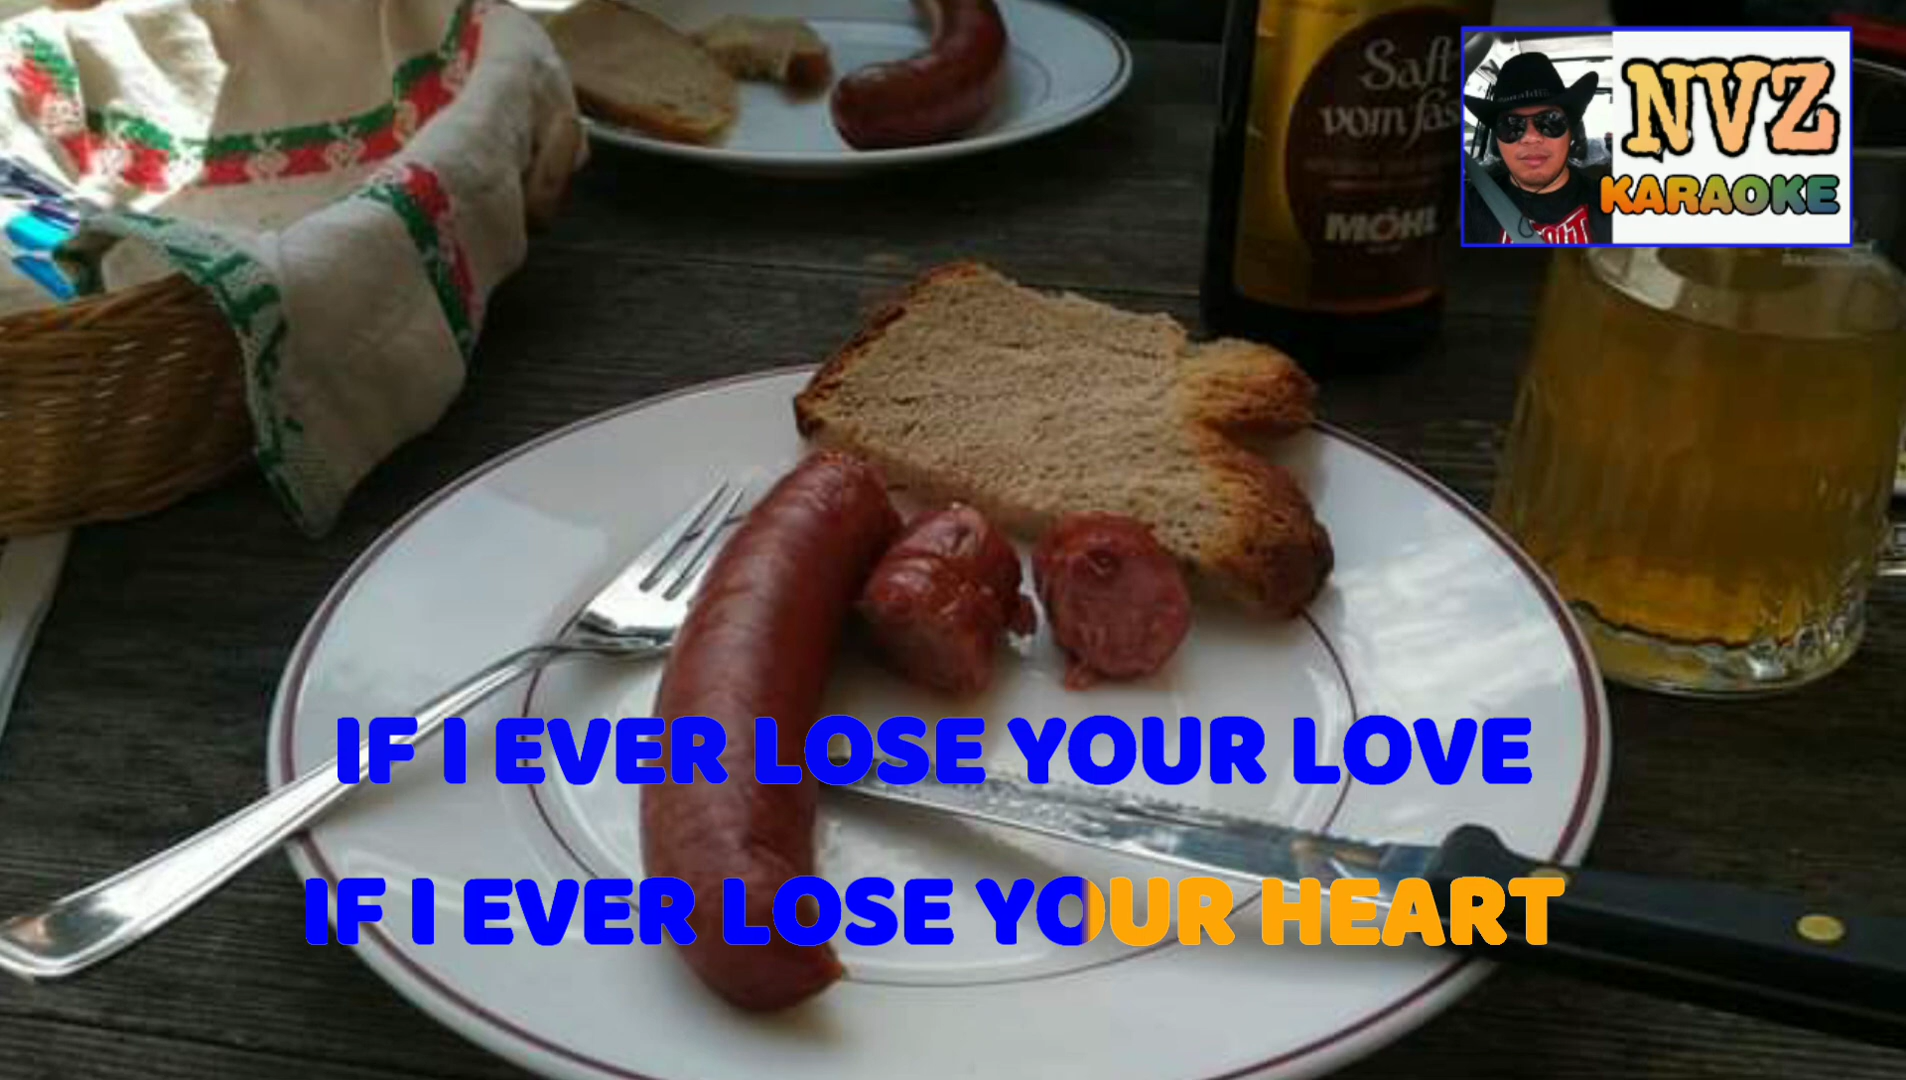 Saft
vom fass
MÖHL
NVZ
KARAOKE
IF I EVER LOSE YOUR LOVE
IF I EVER LOSE YOUR HEART